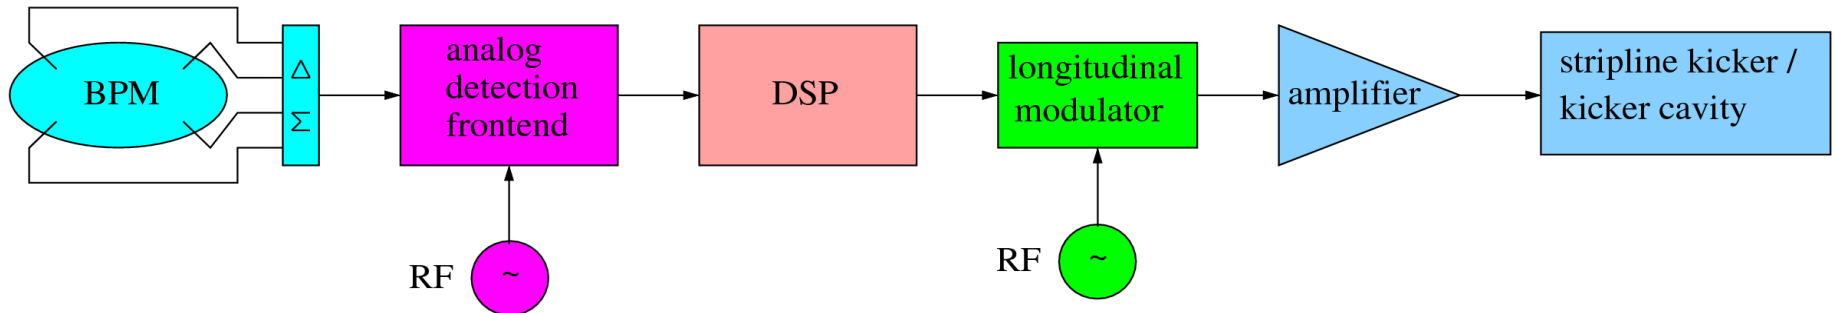 BPM
Δ
Σ
analog
detection
frontend
RF
~
DSP
longitudinal
modulator
RF
~
amplifier
stripline kicker /
kicker cavity